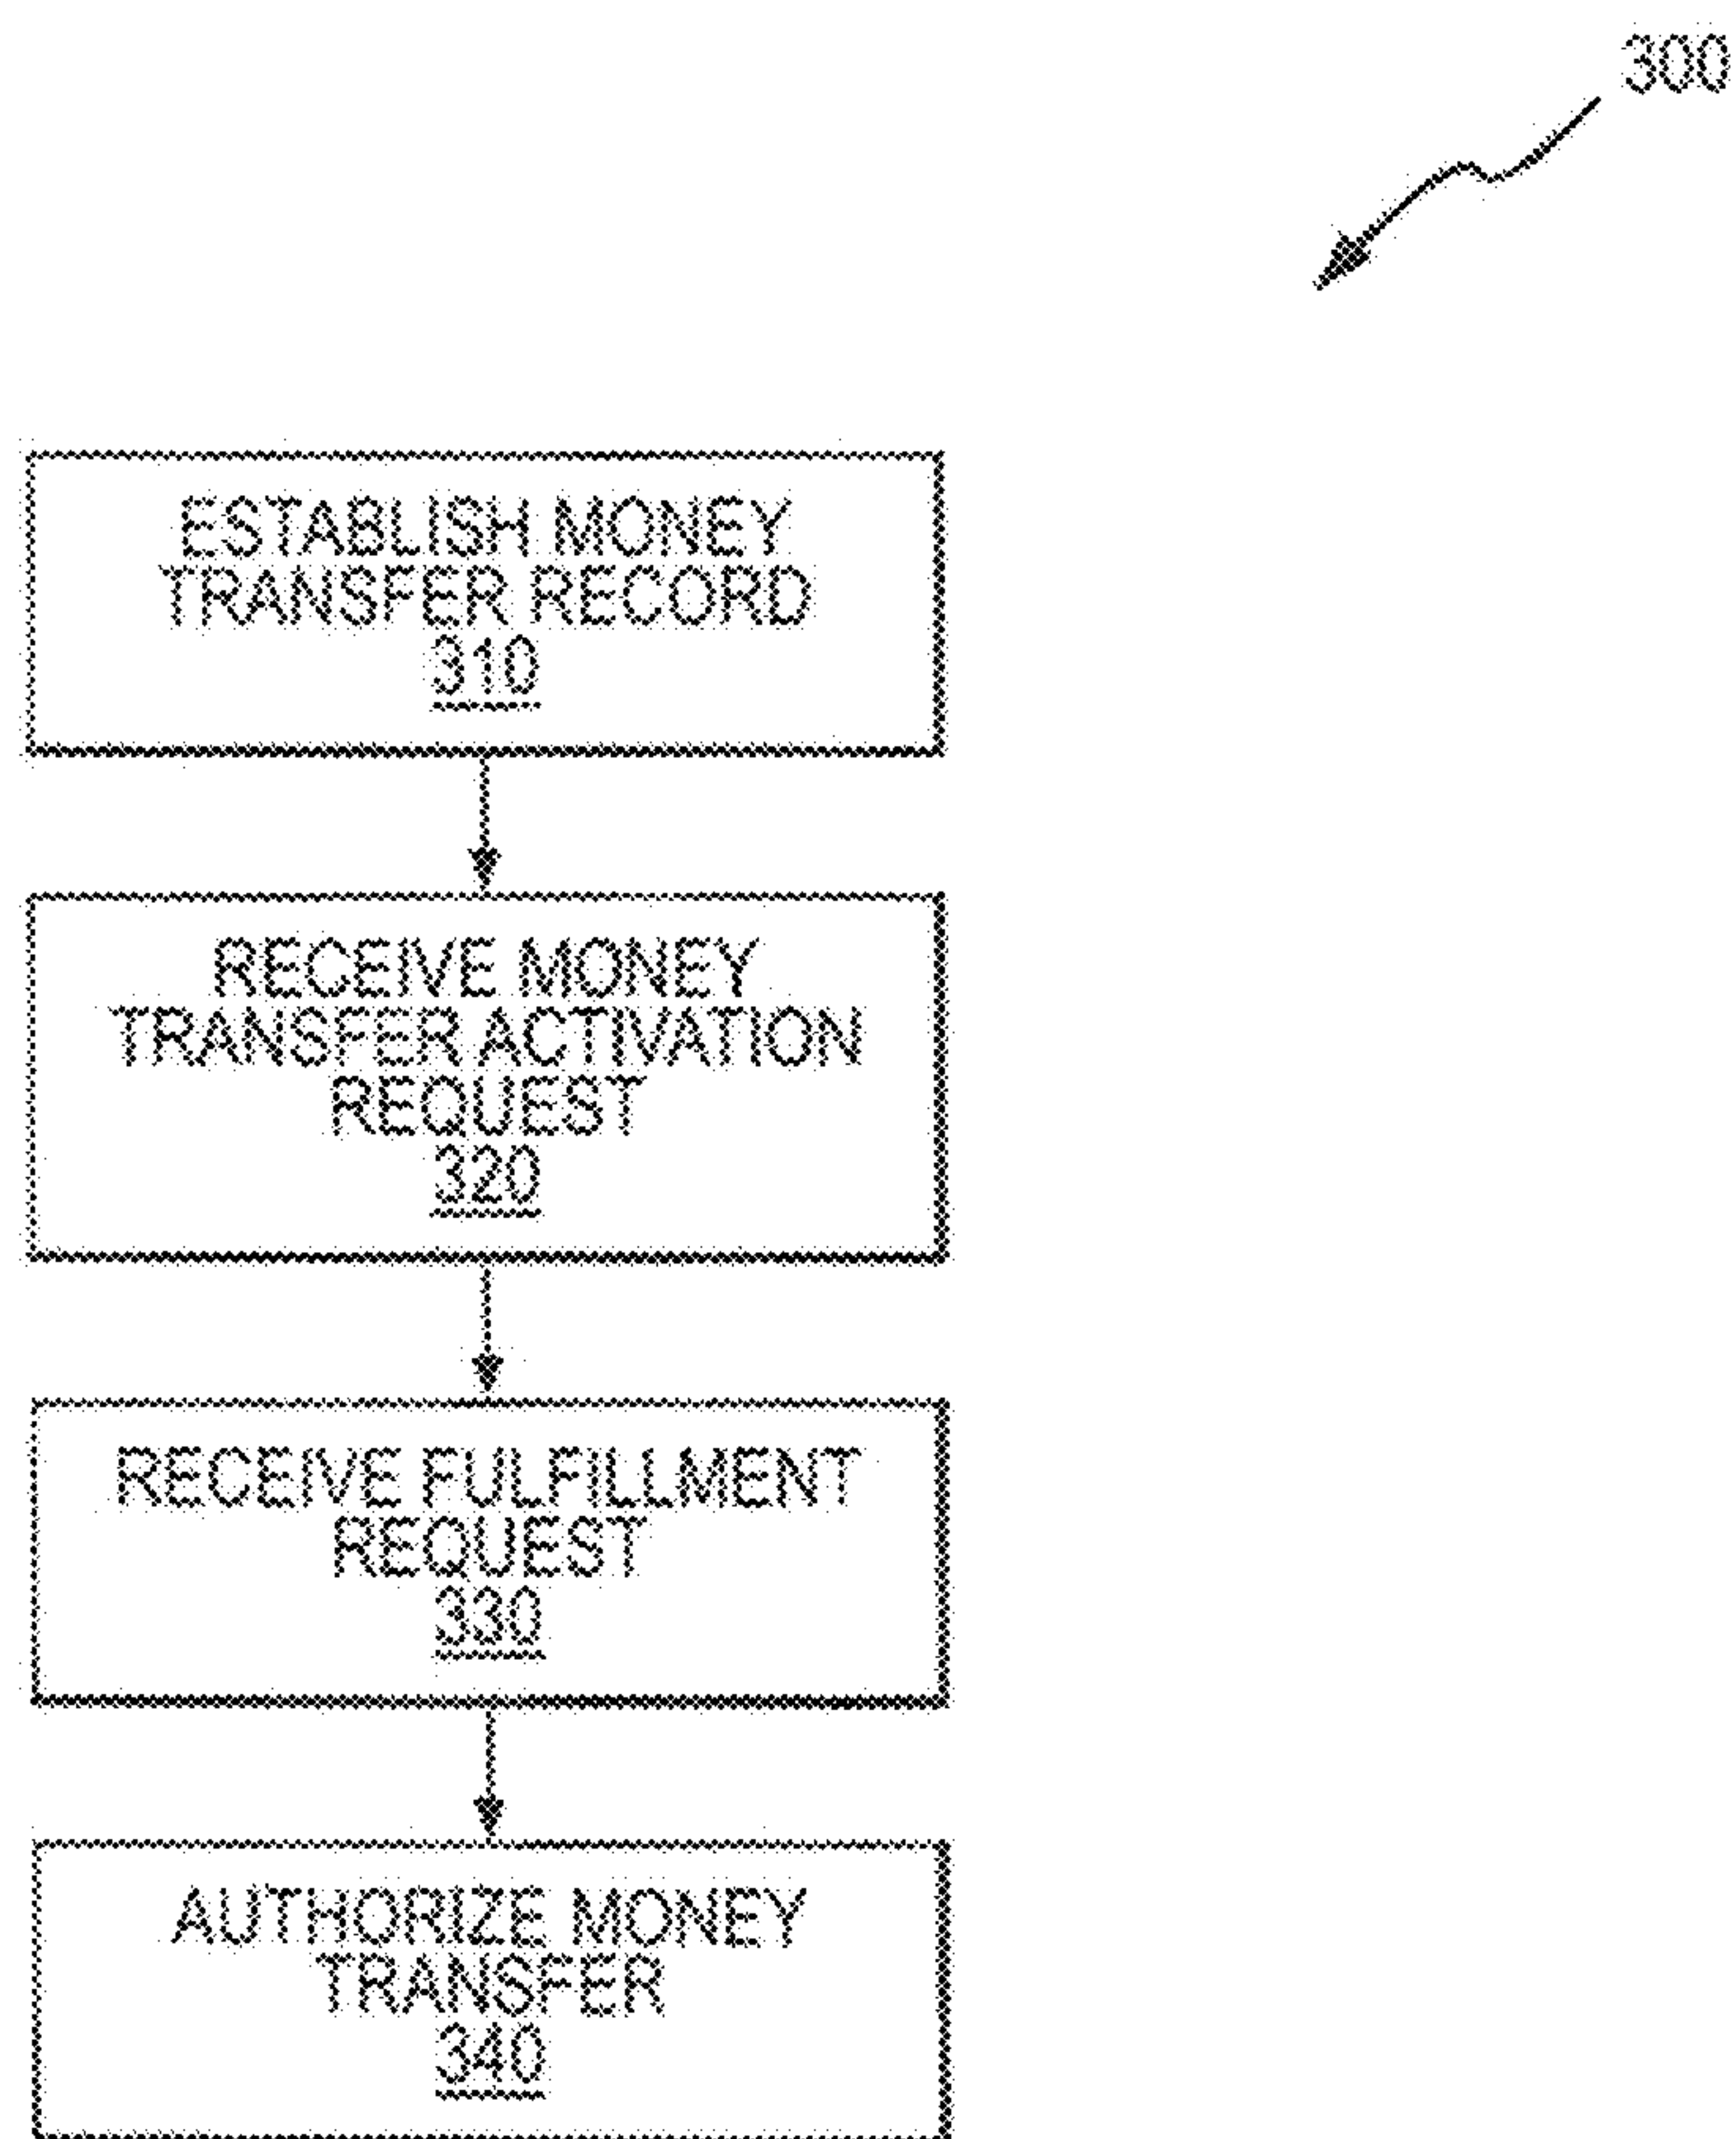 300
ESTABLISH MONEY
TRANSFER RECORD
310
RECEIVE MONEY
TRANSFER ACTIVATION
REQUEST
320
RECEIVE FULFILLMENT
REQUEST
330
AUTHORIZE MONEY
TRANSFER
340